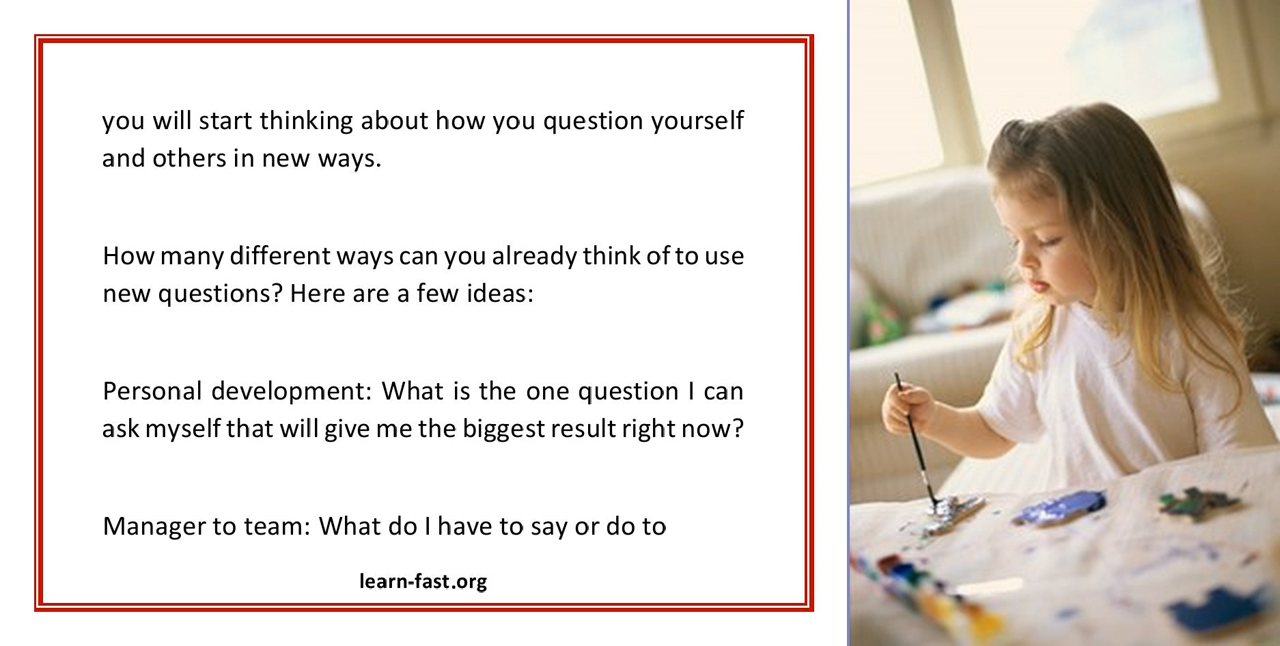 you will start thinking about how you question yourself
and others in new ways.
How many different ways can you already think of to use
new questions? Here are a few ideas:
Personal development: What is the one question I can
ask myself that will give me the biggest result right now?
Manager to team: What do I have to say or do to
learn-fast.org